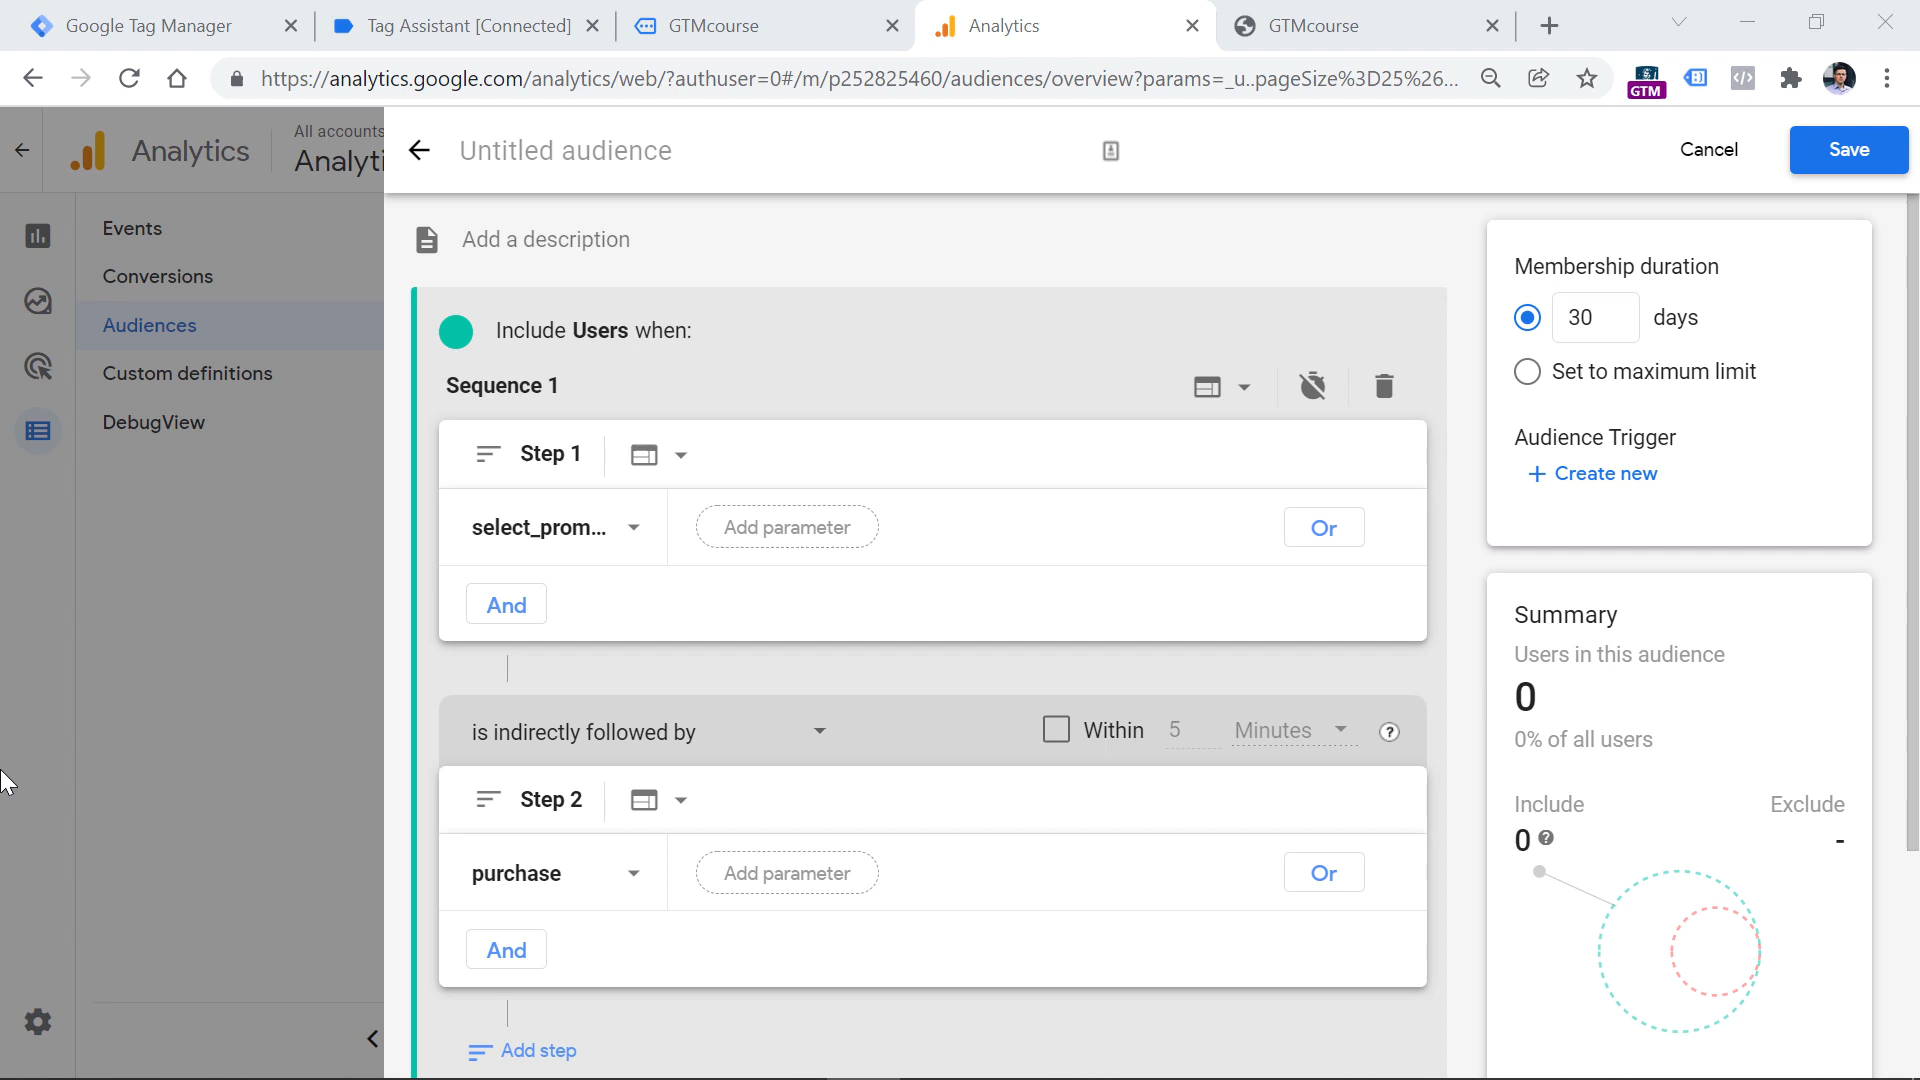 Google Tag Manager
Tag Assistant [Connected]
GTMcourse
Analytics
GTMcourse
https://analytics.google.com/analytics/web/?authuser=0#/m/p252825460/audiences/overview?params=_u..pageSize%3D25%26...
GTM
Analytics
All accounts
Analyti
Untitled audience
Cancel
Save
Events
Conversions
Audiences
Custom definitions
DebugView
Add a description
Include Users when:
Sequence 1
Step 1
select_prom...
Add parameter
Or
And
is indirectly followed by
Within 5 Minutes
?
Step 2
purchase
Add parameter
Or
And
Add step
Membership duration
30 days
Set to maximum limit
Audience Trigger
+ Create new
Summary
Users in this audience
0
0% of all users
Include Exclude
0 ? -